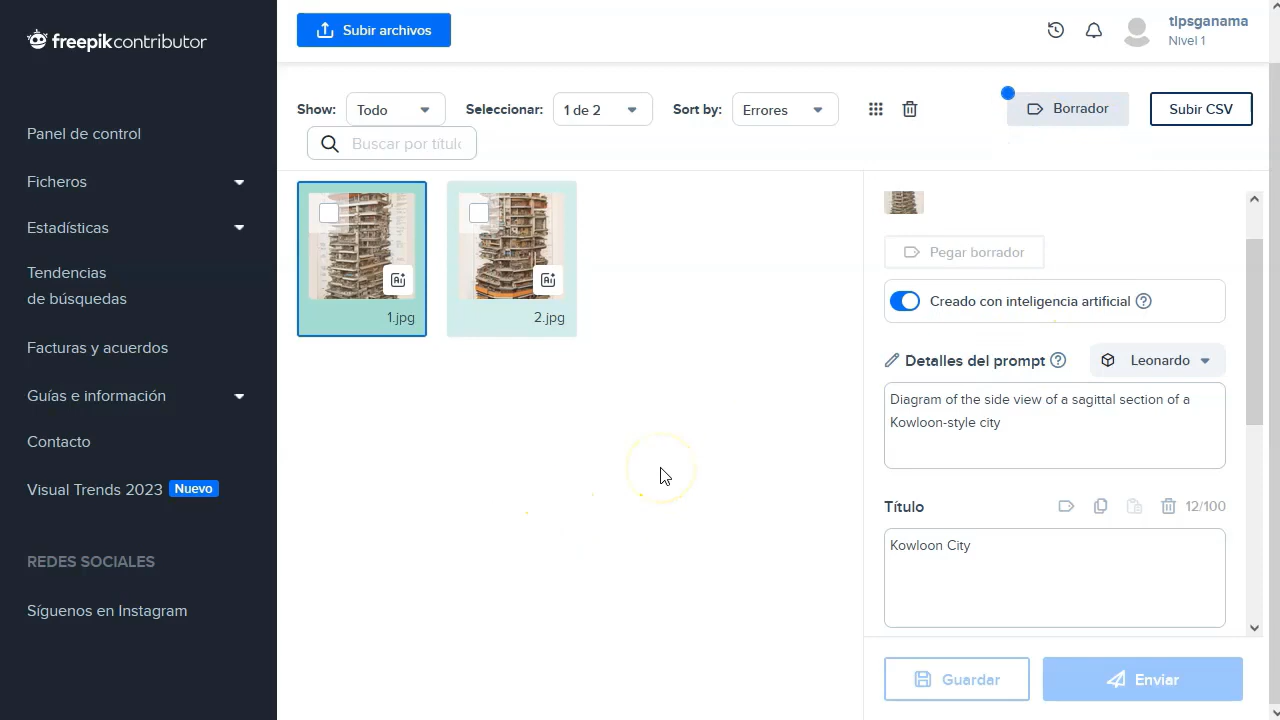 freepikcontributor
Panel de control
Ficheros
Estadísticas
Tendencias
de búsquedas
Facturas y acuerdos
Guías e información
Contacto
Visual Trends 2023 Nuevo
REDES SOCIALES
Síguenos en Instagram
Subir archivos
tipsganama
Nivel 1
Show: Todo Seleccionar: 1 de 2 Sort by: Errores
Borrador
Subir CSV
Buscar por título
Ai
1.jpg
Ai
2.jpg
Pegar borrador
Creado con inteligencia artificial ?
Detalles del prompt ? Leonardo
Diagram of the side view of a sagittal section of a
Kowloon-style city
Título 12/100
Kowloon City
Guardar
Enviar